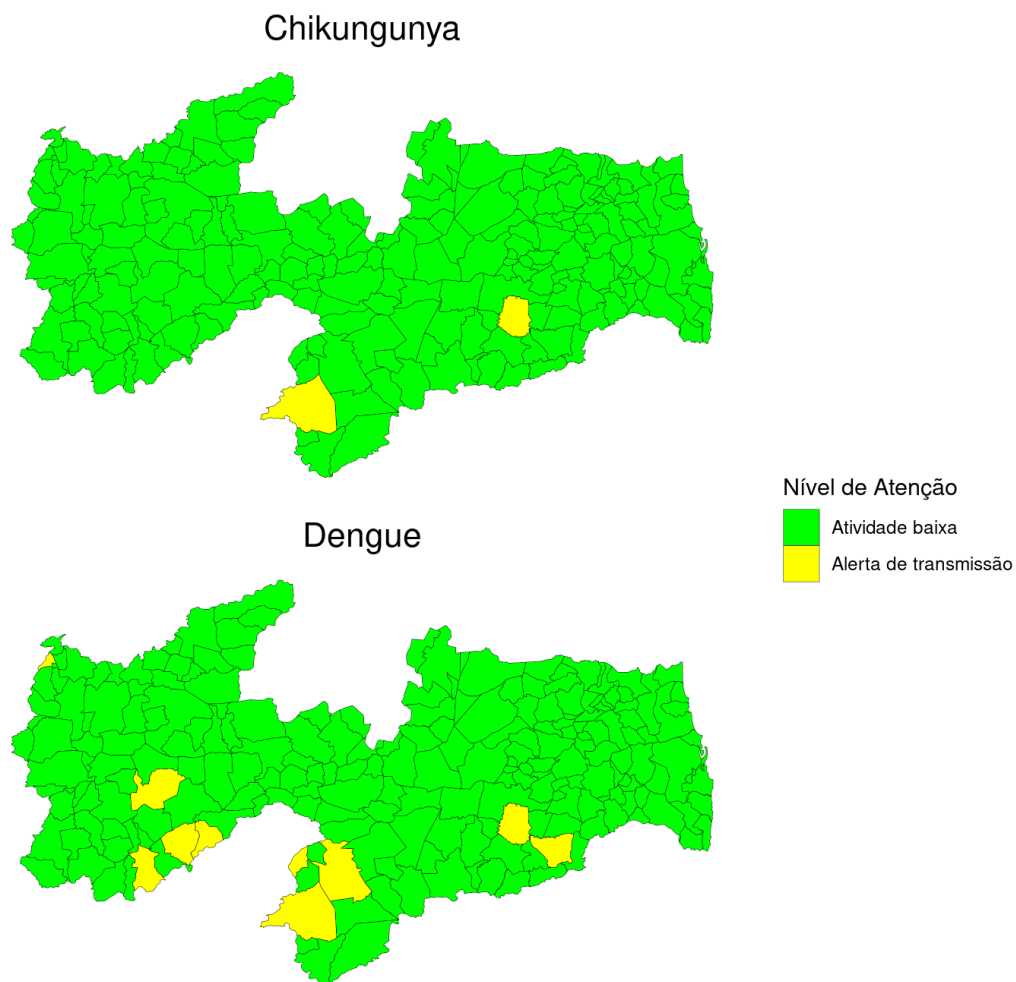 Chikungunya
Dengue
Nível de Atenção
Atividade baixa
Alerta de transmissão